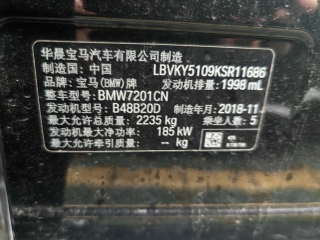 华晨宝马汽车有限公司制造
制造国：中国 LBVKY5109KSR11686
品牌：宝马(BMW)牌 发动机排量：1998 mL
整车型号：BMW7201CN
发动机型号：B48B20D 制造年月：2018-11
最大允许总质量：2235 kg 乘坐人数：5
发动机最大净功率：185 kW
最大允许牵引质量：-- kg